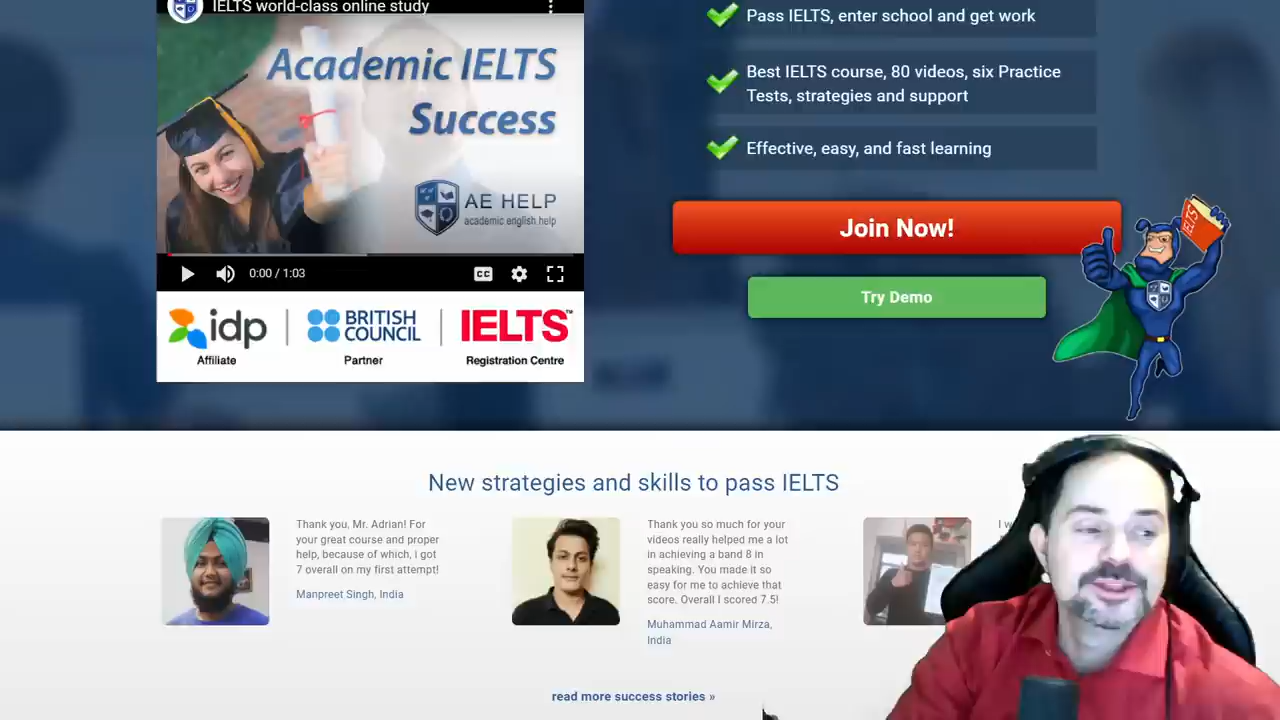 IELTS world-class online study
Academic IELTS
Success
AE HELP
academic.english.help
0:00 / 1:03
CC
idp
Affiliate
BRITISH
COUNCIL
Partner
IELTS™
Registration Centre
Pass IELTS, enter school and get work
Best IELTS course, 80 videos, six Practice
Tests, strategies and support
Effective, easy, and fast learning
Join Now!
Try Demo
IELTS
New strategies and skills to pass IELTS
Thank you, Mr. Adrian! For
your great course and proper
help, because of which, i got
7 overall on my first attempt!
Manpreet Singh, India
Thank you so much for your
videos really helped me a lot
in achieving a band 8 in
speaking. You made it so
easy for me to achieve that
score. Overall I scored 7.5!
Muhammad Aamir Mirza,
India
I
read more success stories »